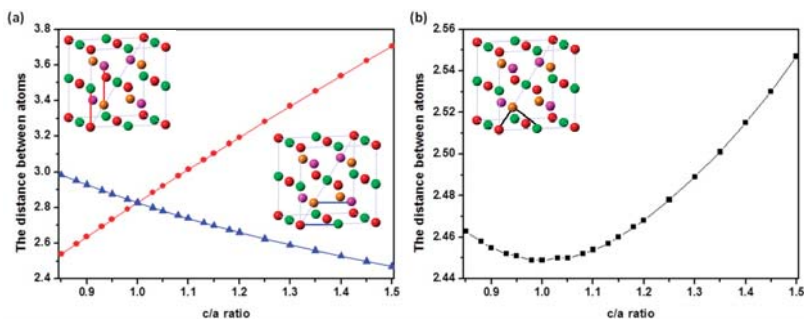 (a)
3.8
3.6
3.4
3.2
3.0
2.8
2.6
2.4
The distance between atoms
0.9 1.0 1.1 1.2 1.3 1.4 1.5
c/a ratio
(b)
2.56
2.54
2.52
2.50
2.48
2.46
2.44
The distance between atoms
0.9 1.0 1.1 1.2 1.3 1.4 1.5
c/a ratio